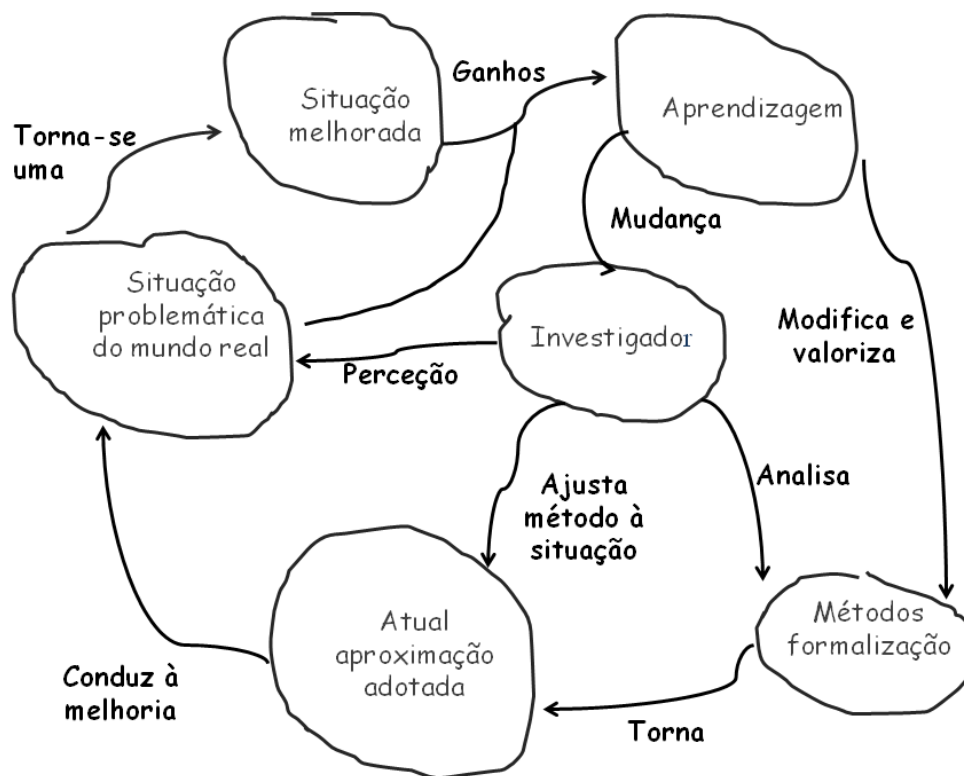 Situação
melhorada
Ganhos
Aprendizagem
Torna-se
uma
Mudança
Situação
problemática
do mundo real
Investigador
Modifica e
valoriza
Perceção
Ajusta
método à
situação
Analisa
Atual
aproximação
adotada
Métodos
formalização
Conduz à
melhoria
Torna